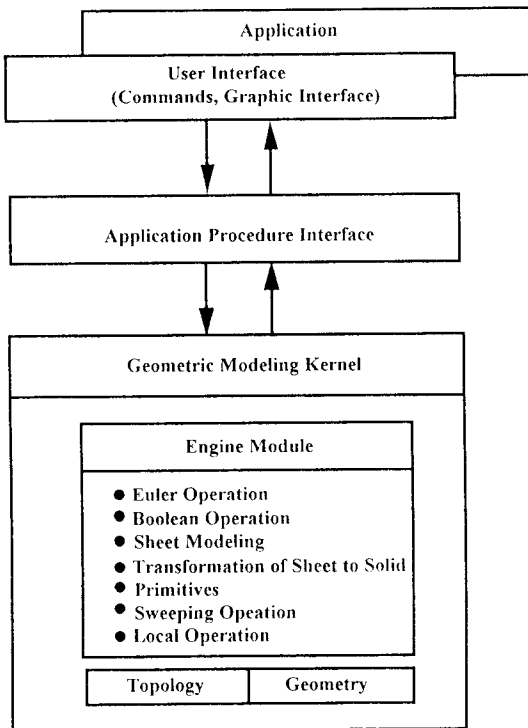 Application
User Interface
(Commands, Graphic Interface)
Application Procedure Interface
Geometric Modeling Kernel
Engine Module
● Euler Operation
● Boolean Operation
● Sheet Modeling
● Transformation of Sheet to Solid
● Primitives
● Sweeping Opeation
● Local Operation
Topology
Geometry